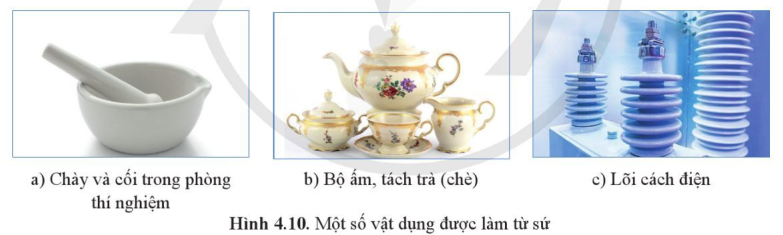 a) Chày và cối trong phòng
thí nghiệm
b) Bộ ấm, tách trà (chè)
c) Lõi cách điện
Hình 4.10. Một số vật dụng được làm từ sứ